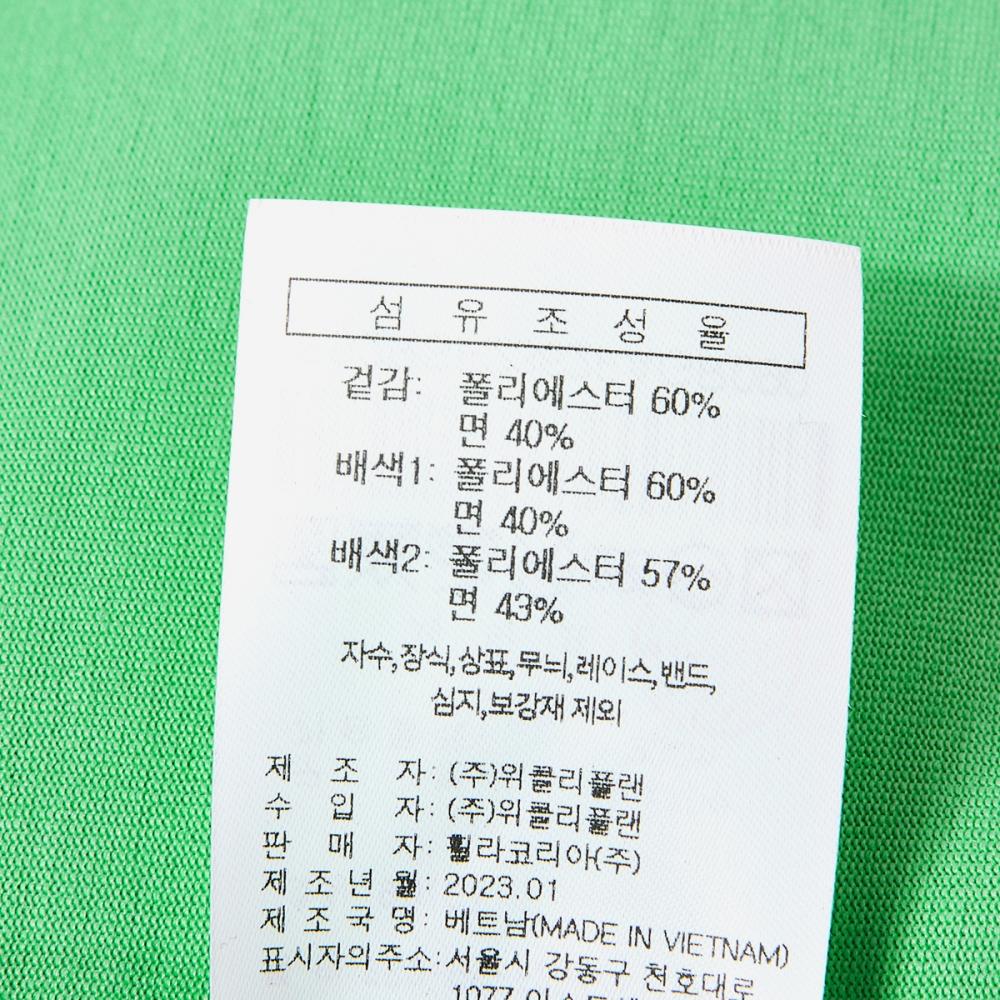 섬 유 조 성 율
겉감: 폴리에스터 60%
면 40%
배색1: 폴리에스터 60%
면 40%
배색2: 폴리에스터 57%
면 43%
자수,장식,상표,무늬,레이스,밴드,
심지,보강재 제외
제 조 자: (주)위클리플랜
수 입 자: (주)위클리플랜
판 매 자: 휠라코리아(주)
제 조 년 월: 2023.01
제 조 국 명: 베트남(MADE IN VIETNAM)
표시자의주소:서울시 강동구 천호대로
1077